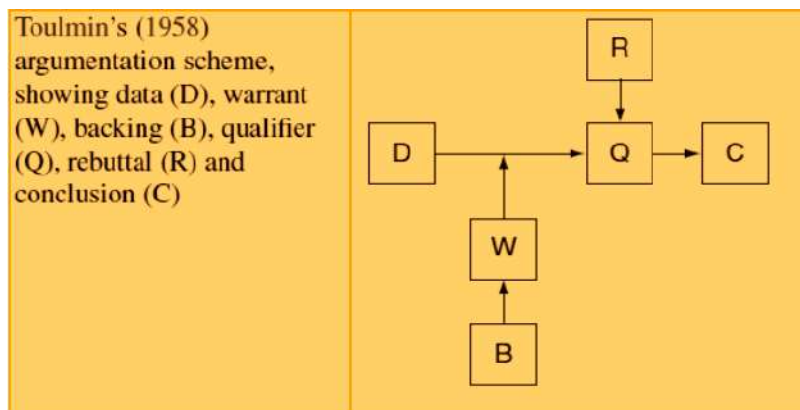 Toulmin's (1958)
argumentation scheme,
showing data (D), warrant
(W), backing (B), qualifier
(Q), rebuttal (R) and
conclusion (C)
R
D
Q
C
W
B